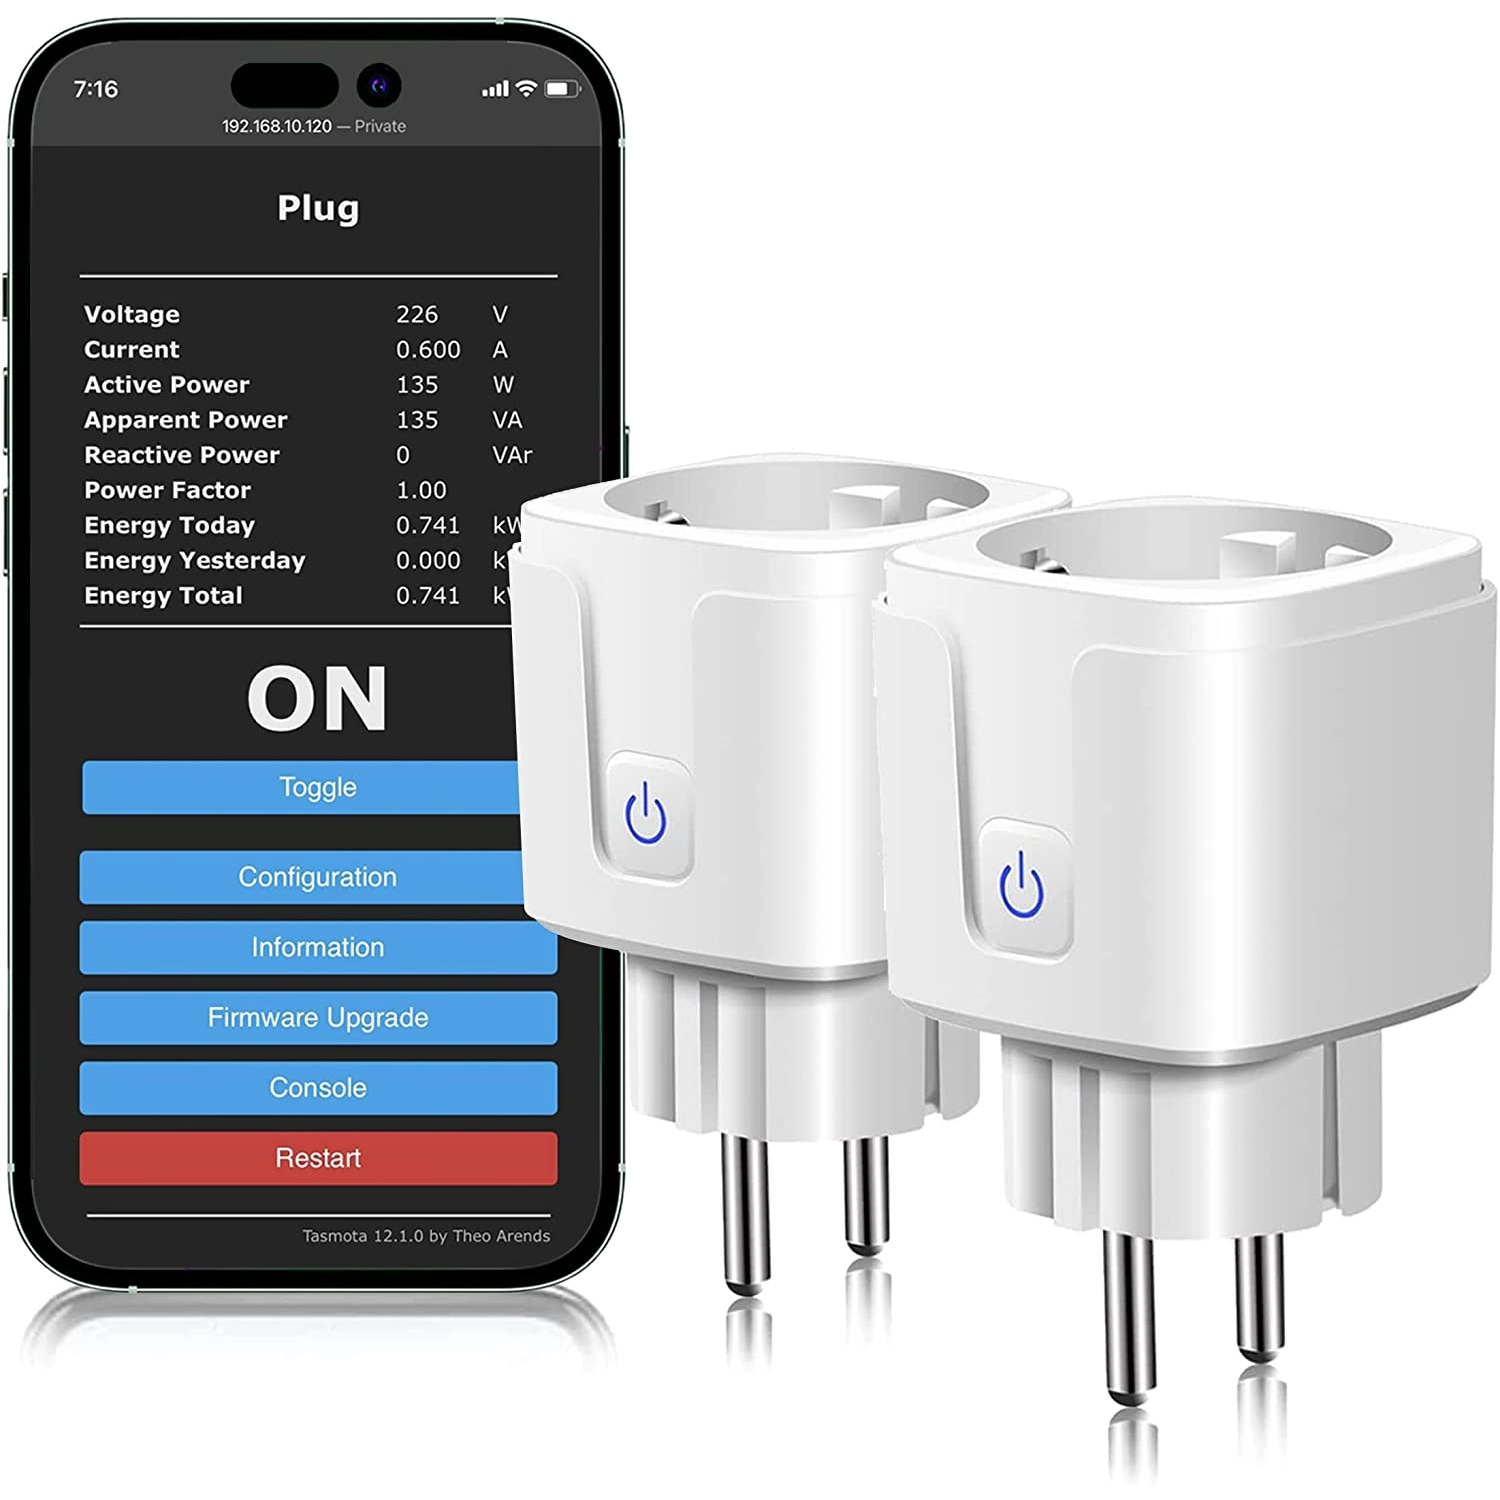 7:16
192.168.10.120 — Private
Plug
Voltage 226 V
Current 0.600 A
Active Power 135 W
Apparent Power 135 VA
Reactive Power 0 VAr
Power Factor 1.00
Energy Today 0.741
Energy Yesterday 0.000
Energy Total 0.741
ON
Toggle
Configuration
Information
Firmware Upgrade
Console
Restart
Tasmota 12.1.0 by Theo Arends